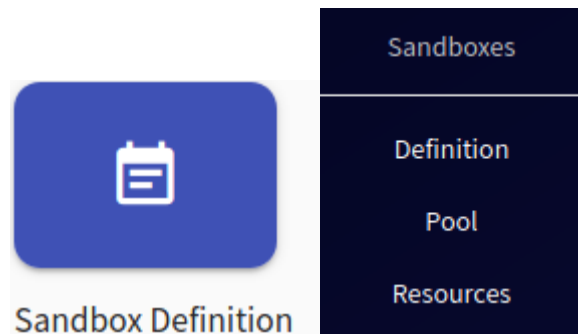 Sandbox Definition
Sandboxes
Definition
Pool
Resources